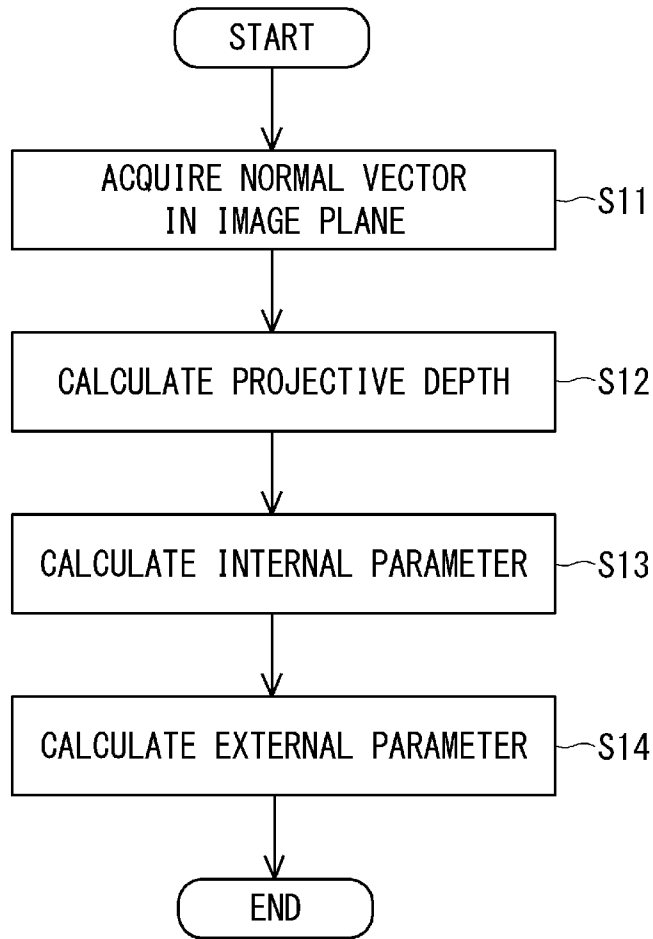 START
ACQUIRE NORMAL VECTOR
IN IMAGE PLANE
S11
CALCULATE PROJECTIVE DEPTH
S12
CALCULATE INTERNAL PARAMETER
S13
CALCULATE EXTERNAL PARAMETER
S14
END